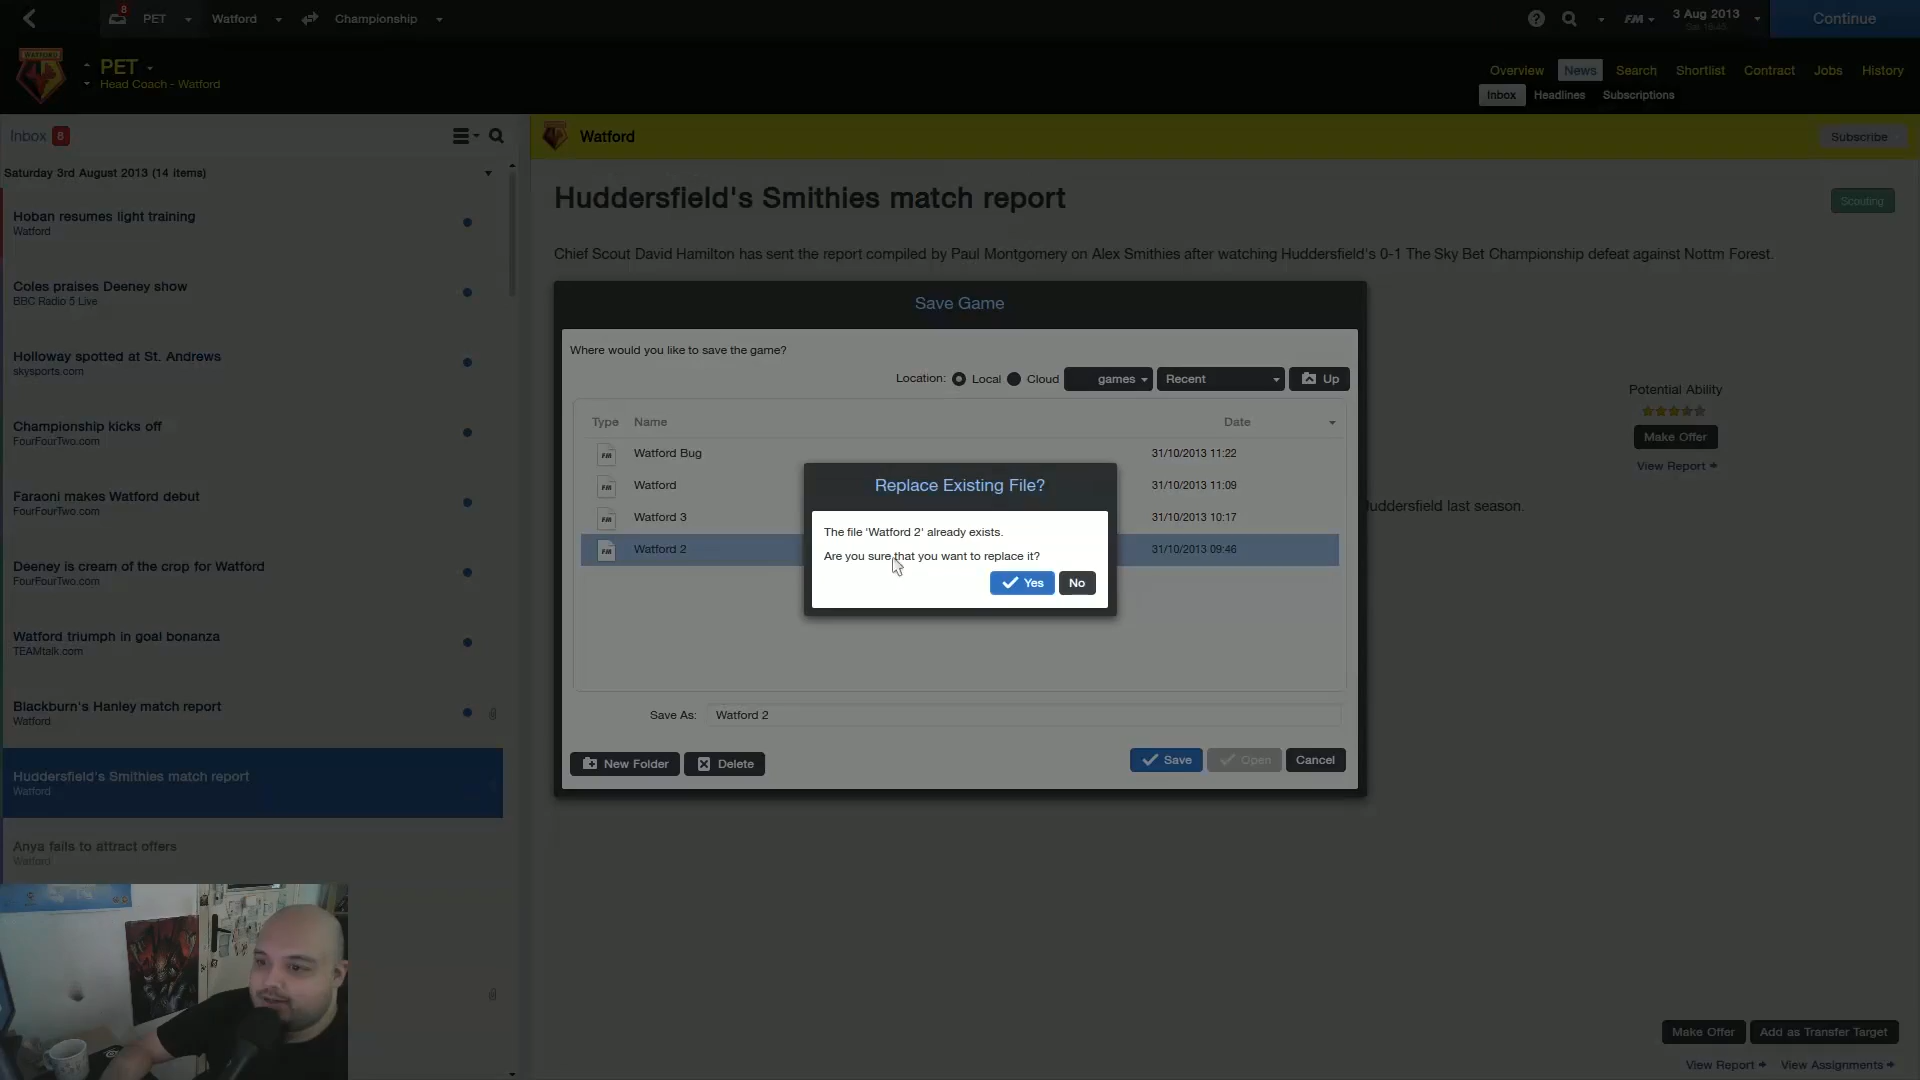 8
PET
Watford
Championship
FM
3 Aug 2013
Continue
PET
Head Coach - Watford
Overview
News
Search
Shortlist
Contract
Jobs
History
Inbox
Headlines
Subscriptions
Inbox 8
Saturday 3rd August 2013 (14 items)
Hoban resumes light training
Watford
Coles praises Deeney show
BBC Radio 5 Live
Holloway spotted at St. Andrews
skysports.com
Championship kicks off
FourFourTwo.com
Faraoni makes Watford debut
FourFourTwo.com
Deeney is cream of the crop for Watford
FourFourTwo.com
Watford triumph in goal bonanza
TEAMtalk.com
Blackburn's Hanley match report
Watford
Huddersfield's Smithies match report
Watford
Anya fails to attract offers
Watford
Watford
Subscribe
Huddersfield's Smithies match report
Scouting
Chief Scout David Hamilton has sent the report compiled by Paul Montgomery on Alex Smithies after watching Huddersfield's 0-1 The Sky Bet Championship defeat against Nottm Forest.
Potential Ability
Make Offer
View Report
Huddersfield last season.
Save Game
Where would you like to save the game?
Location:
Local
Cloud
games
Recent
Up
Type
Name
Date
Watford Bug
31/10/2013 11:22
Watford
31/10/2013 11:09
Watford 3
31/10/2013 10:17
Watford 2
31/10/2013 09:46
Replace Existing File?
The file 'Watford 2' already exists.
Are you sure that you want to replace it?
Yes
No
Save As:
Watford 2
New Folder
Delete
Save
Open
Cancel
Make Offer
Add as Transfer Target
View Report
View Assignments